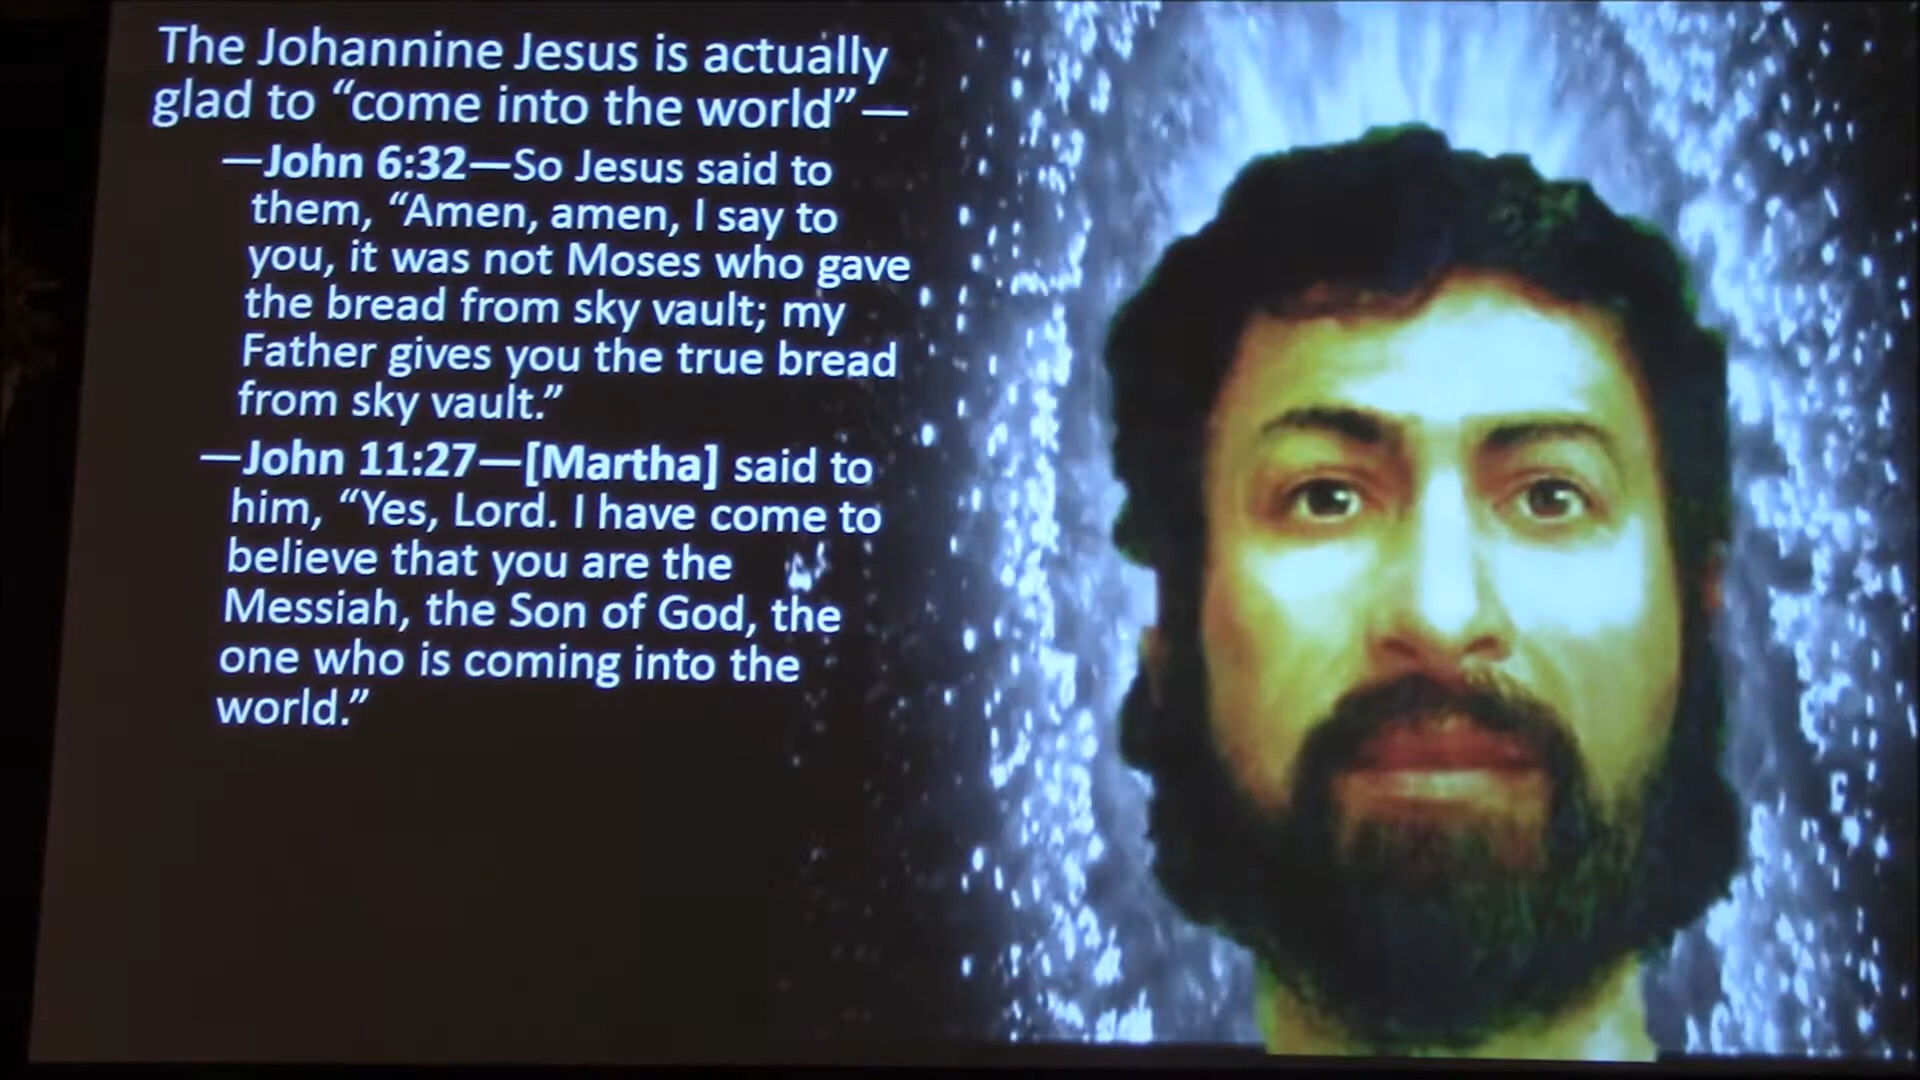 The Johannine Jesus is actually
glad to “come into the world”—
—John 6:32—So Jesus said to
them, “Amen, amen, I say to
you, it was not Moses who gave
the bread from sky vault; my
Father gives you the true bread
from sky vault.”
—John 11:27—[Martha] said to
him, “Yes, Lord. I have come to
believe that you are the
Messiah, the Son of God, the
one who is coming into the
world.”